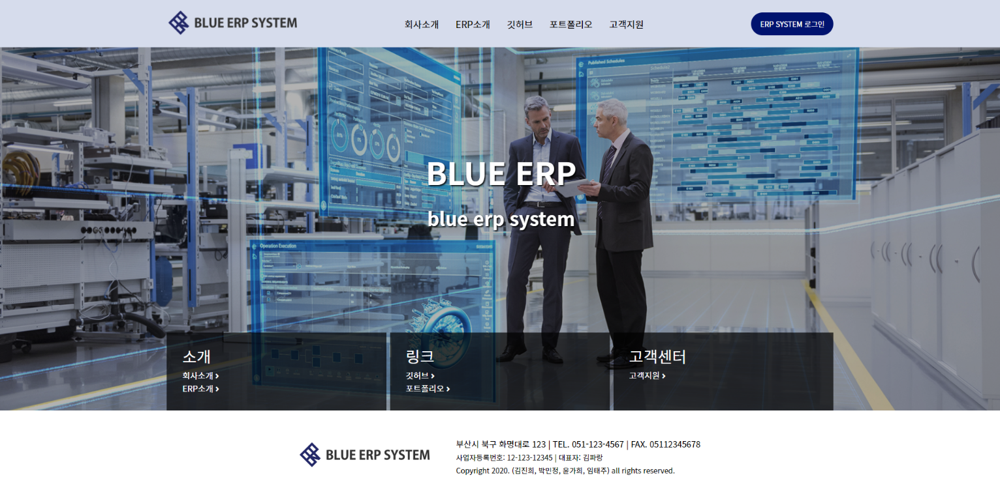 BLUE ERP SYSTEM
회사소개 ERP소개 깃허브 포트폴리오 고객지원
ERP SYSTEM 로그인
Published Schedules
BLUE ERP
blue erp system
Operation Execution
소개
회사소개
ERP소개
링크
깃허브
포트폴리오
고객센터
고객지원
BLUE ERP SYSTEM
부산시 북구 화명대로 123 | TEL. 051-123-4567 | FAX. 05112345678
사업자등록번호: 12-123-12345 | 대표자: 김파랑
Copyright 2020. (김진희, 박민정, 윤가희, 임태주) all rights reserved.